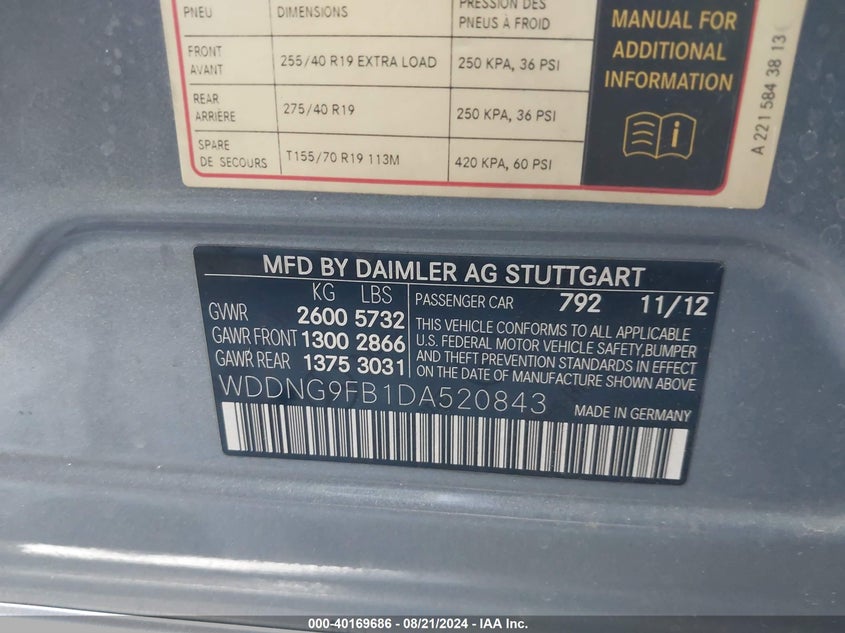 PNEU DIMENSIONS PRESSION DES PNEUS À FROID
FRONT AVANT 255/40 R19 EXTRA LOAD 250 KPA, 36 PSI
REAR ARRIÈRE 275/40 R19 250 KPA, 36 PSI
SPARE DE SECOURS T155/70 R19 113M 420 KPA, 60 PSI
MANUAL FOR
ADDITIONAL
INFORMATION
A 221 584 38 13
MFD BY DAIMLER AG STUTTGART
KG LBS
GVWR 2600 5732
GAWR FRONT 1300 2866
GAWR REAR 1375 3031
PASSENGER CAR 792 11/12
THIS VEHICLE CONFORMS TO ALL APPLICABLE
U.S. FEDERAL MOTOR VEHICLE SAFETY, BUMPER
AND THEFT PREVENTION STANDARDS IN EFFECT
ON THE DATE OF MANUFACTURE SHOWN ABOVE.
WDDNG9FB1DA520843
MADE IN GERMANY
000-40169686 - 08/21/2024 - IAA Inc.